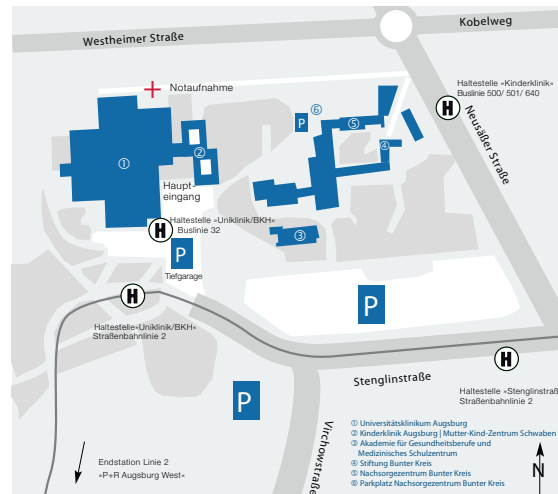 Westheimer Straße
Kobelweg
Notaufnahme
Haltestelle »Kinderklinik«
Buslinie 500/ 501/ 640
H
Neusäßer Straße
P
⑥
⑤
④
①
②
Haupt-
eingang
Haltestelle »Uniklinik/BKH«
Buslinie 32
H
③
P
Tiefgarage
H
P
Haltestelle»Uniklinik/BKH«
Straßenbahnlinie 2
H
Stenglinstraße
Haltestelle »Stenglinstraß
Straßenbahnlinie 2
P
Virchowstraße
① Universitätsklinikum Augsburg
② Kinderklinik Augsburg | Mutter-Kind-Zentrum Schwaben
③ Akademie für Gesundheitsberufe und
Medizinisches Schulzentrum
④ Stiftung Bunter Kreis
⑤ Nachsorgezentrum Bunter Kreis
⑥ Parkplatz Nachsorgezentrum Bunter Kreis
Endstation Linie 2
»P+R Augsburg West«
N